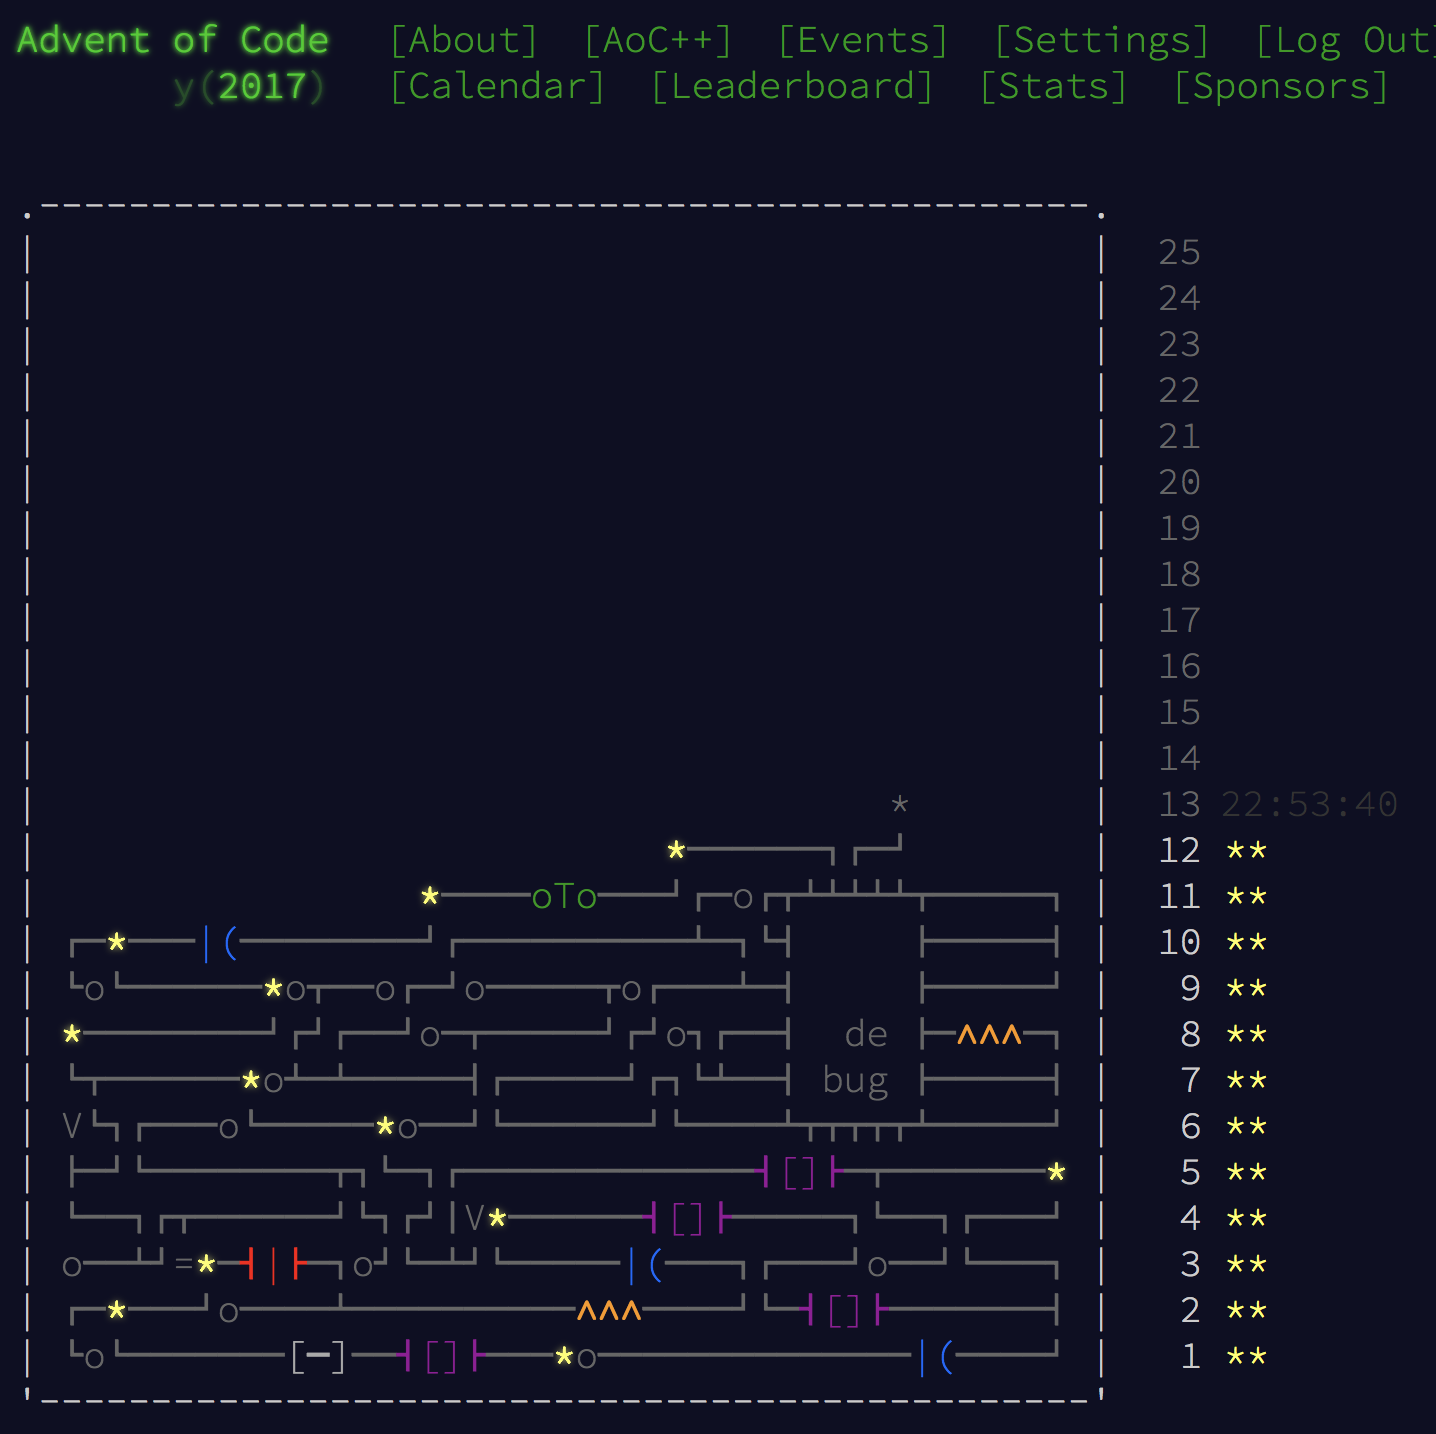 Advent of Code [About] [AoC++] [Events] [Settings] [Log Out]
y(2017) [Calendar] [Leaderboard] [Stats] [Sponsors]
25
24
23
22
21
20
19
18
17
16
15
14
* 13 22:53:40
* 12 **
* oTo o 11 **
* |( 10 **
o * o o o o 9 **
* o o de ^^^ 8 **
* o bug 7 **
V o * o 6 **
[] * 5 **
V * [] 4 **
o = * | o |( o 3 **
* o ^^^ [] 2 **
o [━] [] * o |( 1 **